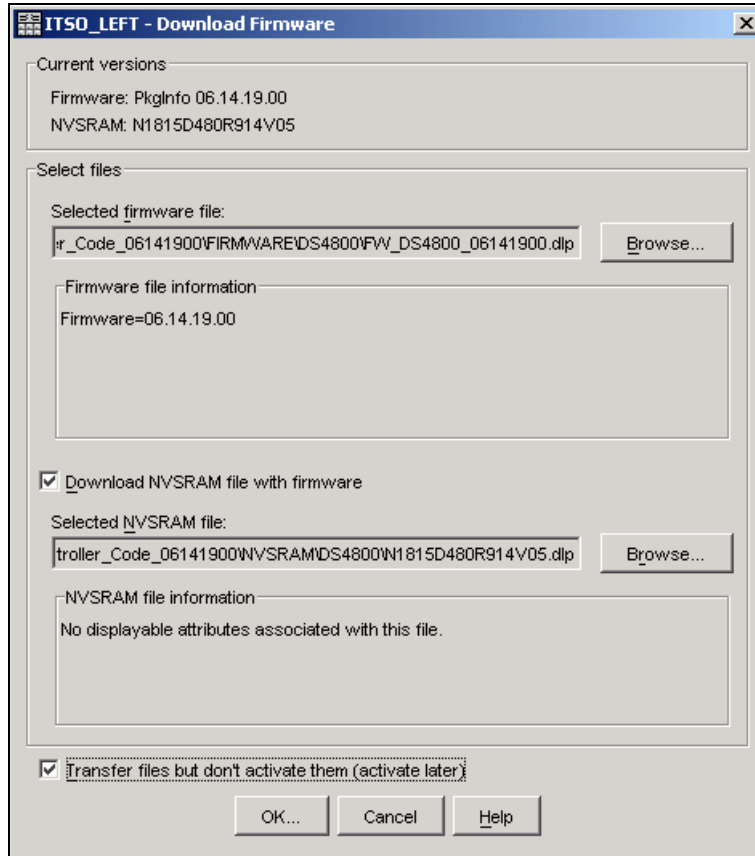 ITSO_LEFT - Download Firmware
Current versions
Firmware: PkgInfo 06.14.19.00
NVSRAM: N1815D480R914V05
Select files
Selected firmware file:
er_Code_06141900\FIRMWARE\DS4800\FW_DS4800_06141900.dlp
Browse...
Firmware file information
Firmware=06.14.19.00
Download NVSRAM file with firmware
Selected NVSRAM file:
troller_Code_06141900\NVSRAM\DS4800\N1815D480R914V05.dlp
Browse...
NVSRAM file information
No displayable attributes associated with this file.
Transfer files but don't activate them (activate later)
OK...
Cancel
Help